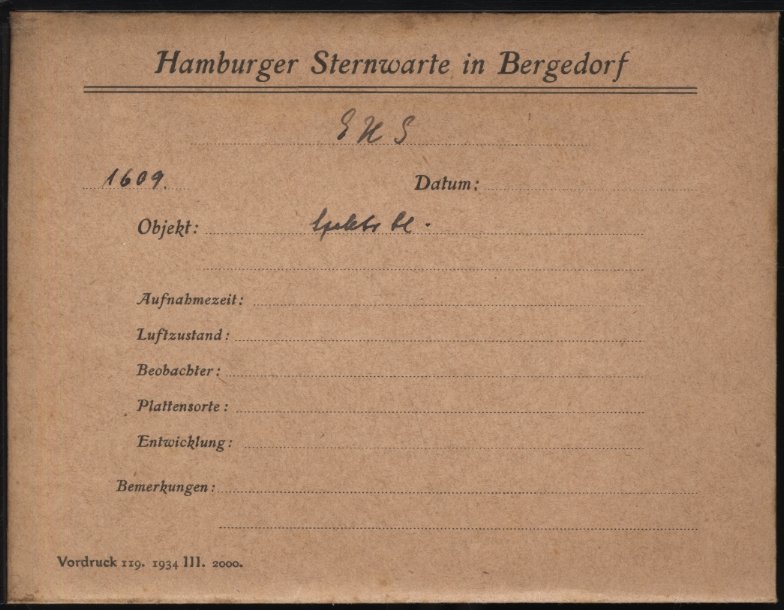 Hamburger Sternwarte in Bergedorf
1609.
Datum:
Objekt:
Aufnahmezeit:
Luftzustand:
Beobachter:
Plattensorte:
Entwicklung:
Bemerkungen:
Vordruck 119. 1934 III. 2000.